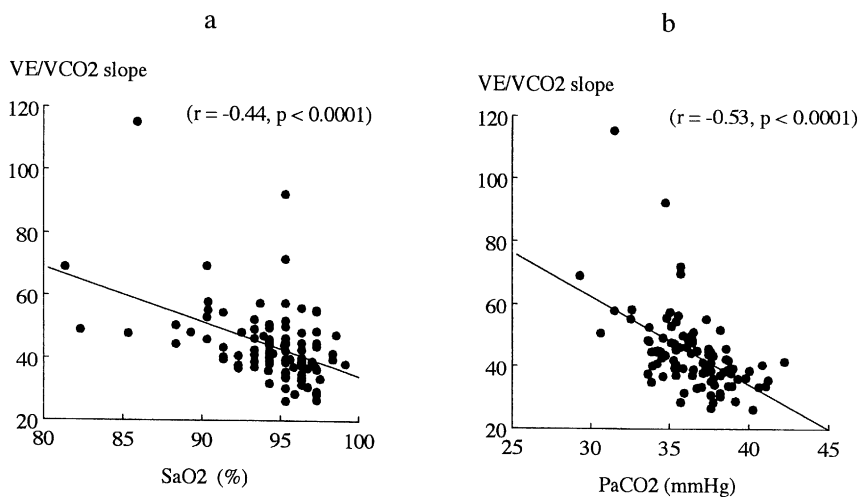 a
VE/VCO2 slope
(r = -0.44, p < 0.0001)
120
100
80
60
40
20
80
85
90
95
100
SaO2 (%)
b
VE/VCO2 slope
(r = -0.53, p < 0.0001)
120
100
80
60
40
20
25
30
35
40
45
PaCO2 (mmHg)